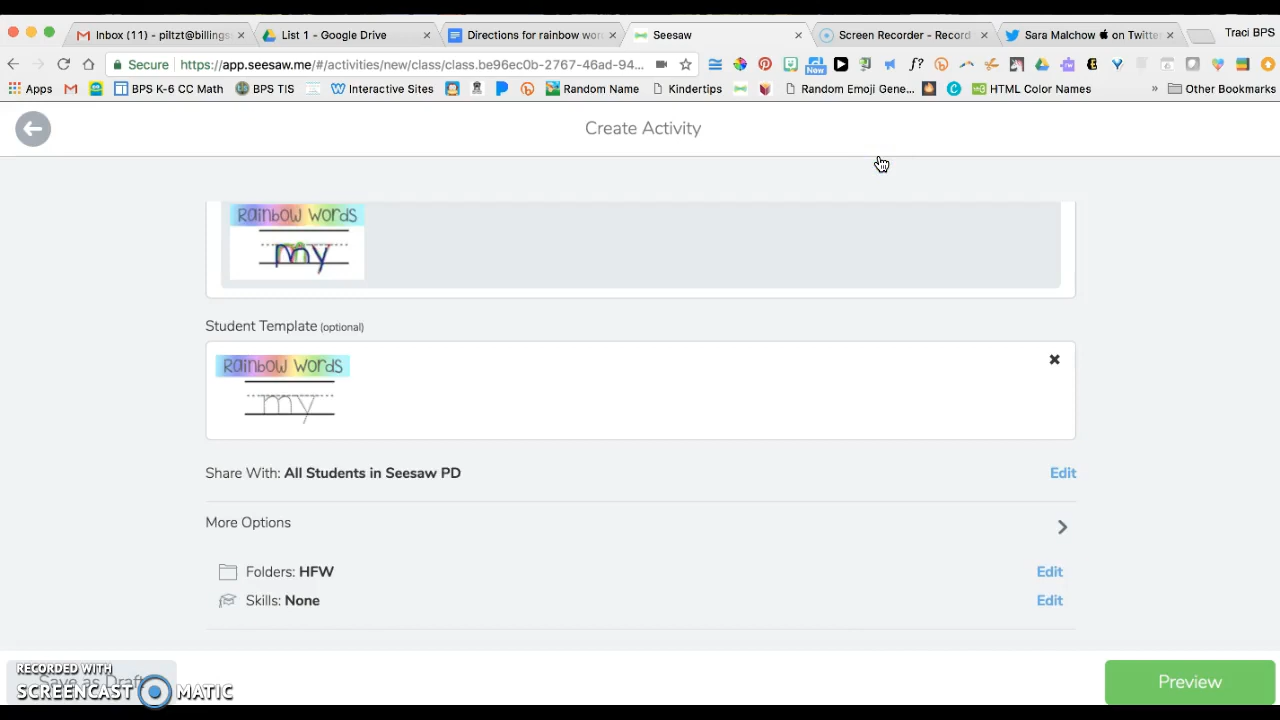 Inbox (11) - piltzt@billings
List 1 - Google Drive
Directions for rainbow wor
Seesaw
Screen Recorder - Record
Sara Malchow on Twitte
Traci BPS
Secure
https://app.seesaw.me/#/activities/new/class/class.be96ec0b-2767-46ad-94...
Now
f?
Apps
BPS K-6 CC Math
BPS TIS
Interactive Sites
Random Name
Kindertips
Random Emoji Gene...
HTML Color Names
»
Other Bookmarks
Create Activity
Rainbow Words
my
Student Template (optional)
Rainbow Words
my
Share With: All Students in Seesaw PD
Edit
More Options
Folders: HFW
Edit
Skills: None
Edit
Save as Draft
RECORDED WITH
SCREENCAST MATIC
Preview